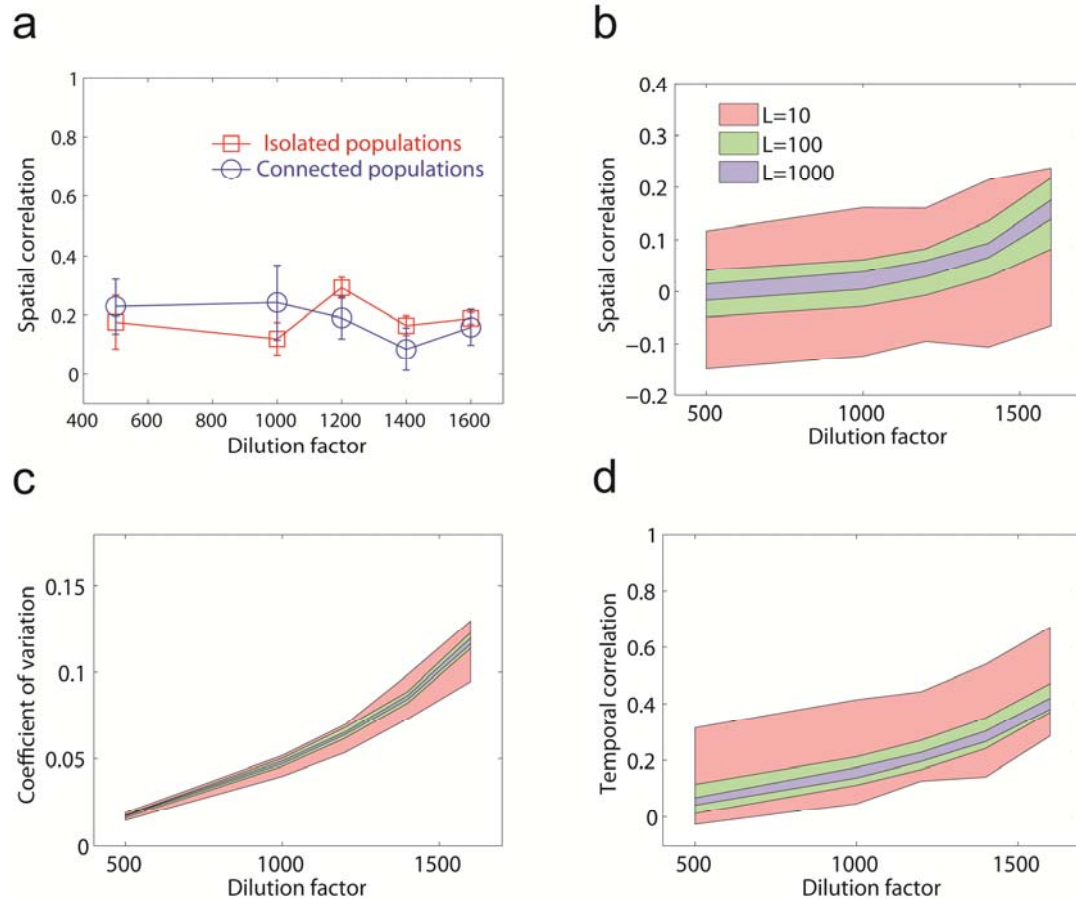 a
Spatial correlation
1
0.8
0.6
0.4
0.2
0
Isolated populations
Connected populations
400 600 800 1000 1200 1400 1600
Dilution factor
b
Spatial correlation
0.4
0.3
0.2
0.1
0
−0.1
−0.2
L=10
L=100
L=1000
500 1000 1500
Dilution factor
c
Coefficient of variation
0.15
0.1
0.05
0
500 1000 1500
Dilution factor
d
Temporal correlation
1
0.8
0.6
0.4
0.2
0
500 1000 1500
Dilution factor